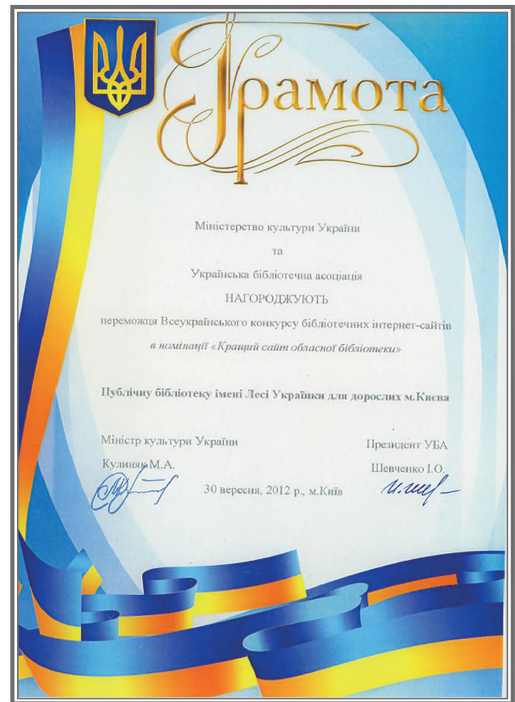 Грамота
Міністерство культури України
та
Українська бібліотечна асоціація
НАГОРОДЖУЮТЬ
переможця Всеукраїнського конкурсу бібліотечних інтернет-сайтів
в номінації «Кращий сайт обласної бібліотеки»
Публічну бібліотеку імені Лесі Українки для дорослих м.Києва
Міністр культури України
Президент УБА
Кулиняк М.А.
Шевченко І.О.
30 вересня, 2012 р., м.Київ